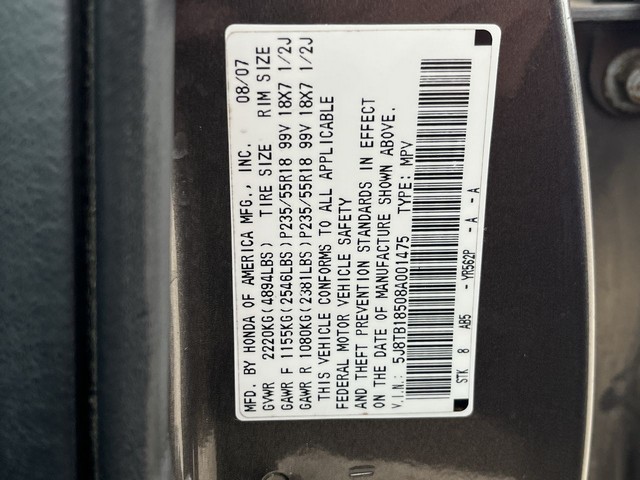 MFD. BY HONDA OF AMERICA MFG., INC. 08/07
GVWR 2220KG(4894LBS) TIRE SIZE RIM SIZE
GAWR F 1155KG(2546LBS)P235/55R18 99V 18X7 1/2J
GAWR R 1080KG(2381LBS)P235/55R18 99V 18X7 1/2J
THIS VEHICLE CONFORMS TO ALL APPLICABLE
FEDERAL MOTOR VEHICLE SAFETY
AND THEFT PREVENTION STANDARDS IN EFFECT
ON THE DATE OF MANUFACTURE SHOWN ABOVE.
V.I.N.: 5J8TB18508A001475 TYPE: MPV
STK 8 AB5 - YR562P - A - A